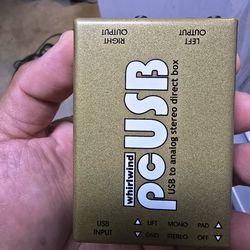 RIGHT OUTPUT
LEFT OUTPUT
whirlwind
pcUSB
USB to analog stereo direct box
USB INPUT
LIFT MONO PAD
GND STEREO OFF